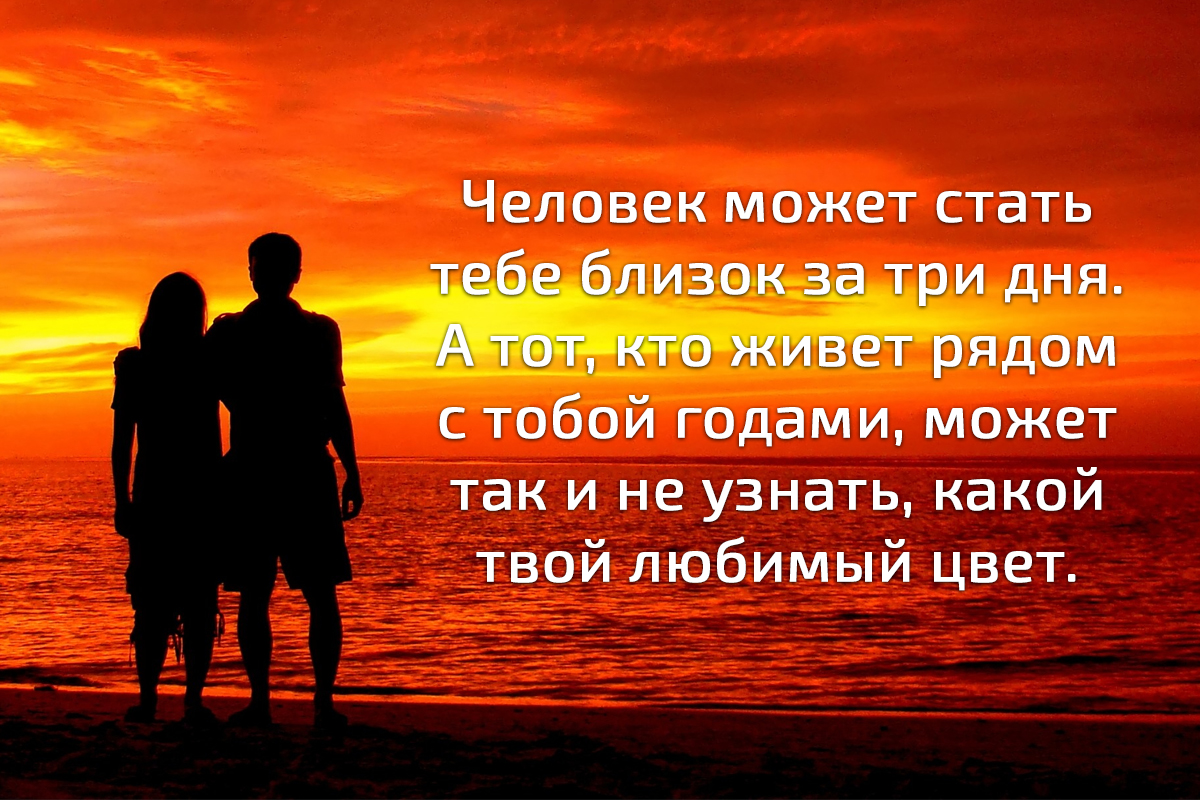 Человек может стать
тебе близок за три дня.
А тот, кто живет рядом
с тобой годами, может
так и не узнать, какой
твой любимый цвет.